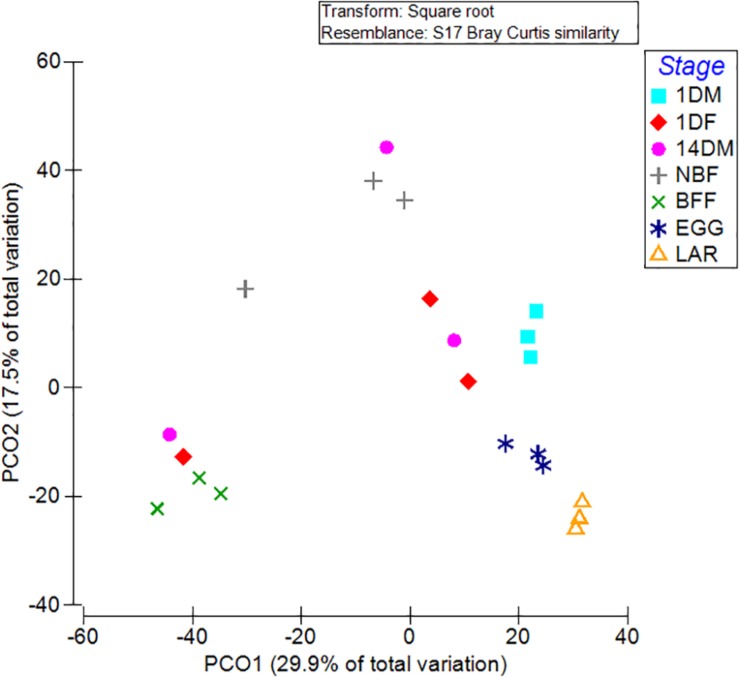 Transform: Square root
Resemblance: S17 Bray Curtis similarity
Stage
1DM
1DF
14DM
NBF
BFF
EGG
LAR
60
40
20
0
-20
-40
PCO2 (17.5% of total variation)
-60
-40
-20
0
20
40
PCO1 (29.9% of total variation)